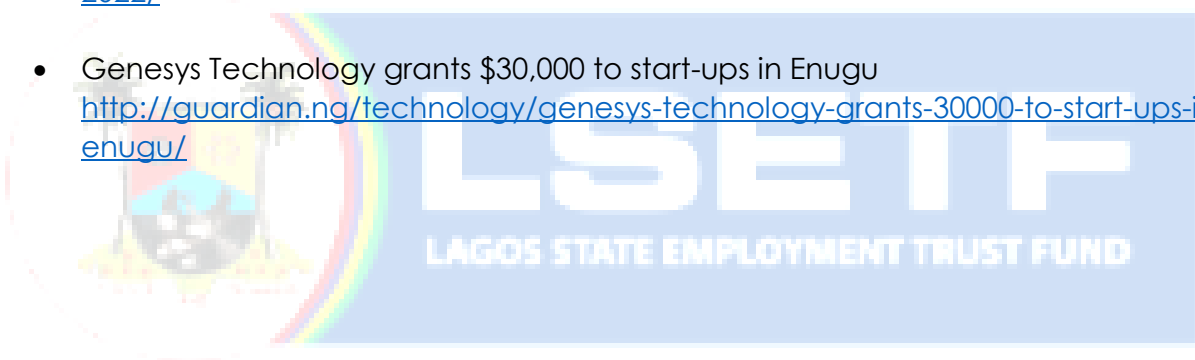 2022/
• Genesys Technology grants $30,000 to start-ups in Enugu
http://guardian.ng/technology/genesys-technology-grants-30000-to-start-ups-i
enugu/
LSETF
LAGOS STATE EMPLOYMENT TRUST FUND